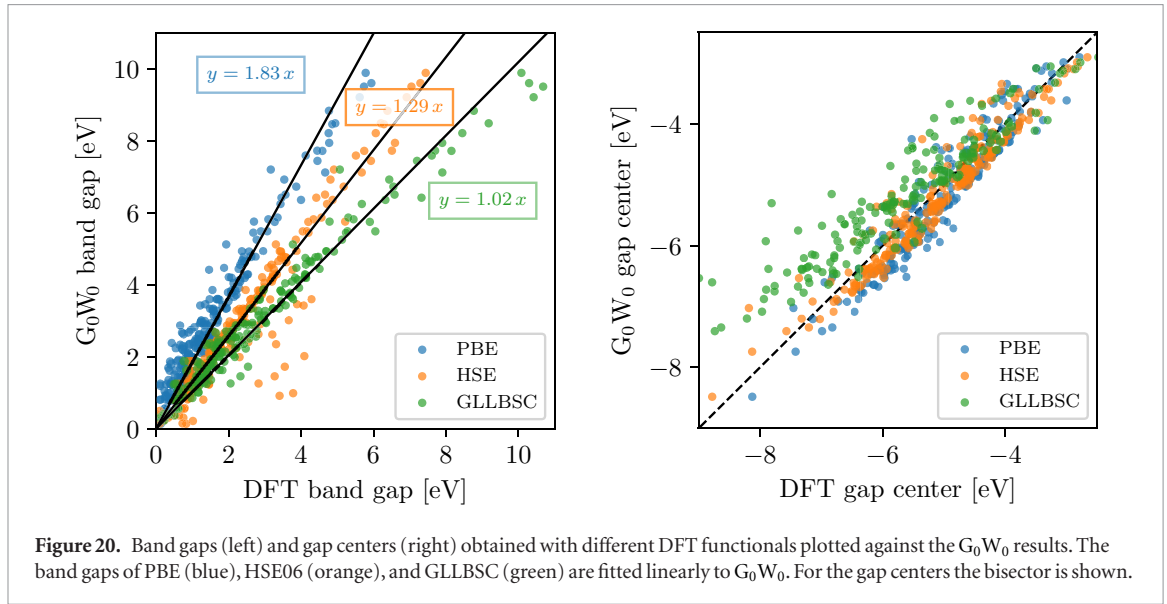 G₀W₀ band gap [eV]
10
8
6
4
2
0
y = 1.83 x
y = 1.29 x
y = 1.02 x
PBE
HSE
GLLBSC
0 2 4 6 8 10
DFT band gap [eV]
G₀W₀ gap center [eV]
−4
−6
−8
PBE
HSE
GLLBSC
−8 −6 −4
DFT gap center [eV]
Figure 20. Band gaps (left) and gap centers (right) obtained with different DFT functionals plotted against the G₀W₀ results. The
band gaps of PBE (blue), HSE06 (orange), and GLLBSC (green) are fitted linearly to G₀W₀. For the gap centers the bisector is shown.